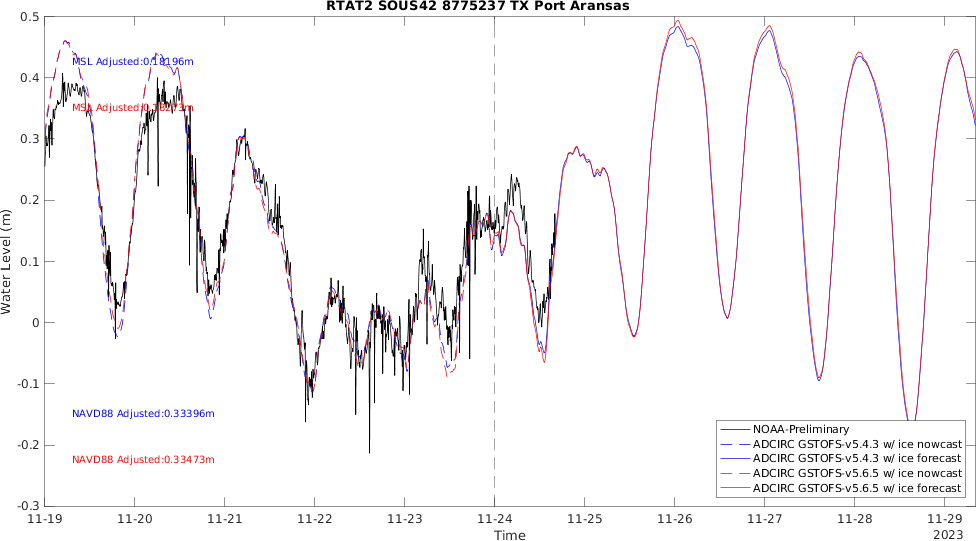 RTAT2 SOUS42 8775237 TX Port Aransas
0.5
MSL Adjusted:0.18196m
0.4
MSL Adjusted:0.18273m
0.3
0.2
Water Level (m)
0.1
0
-0.1
NAVD88 Adjusted:0.33396m
-0.2
NAVD88 Adjusted:0.33473m
-0.3
NOAA-Preliminary
ADCIRC GSTOFS-v5.4.3 w/ ice nowcast
ADCIRC GSTOFS-v5.4.3 w/ ice forecast
ADCIRC GSTOFS-v5.6.5 w/ ice nowcast
ADCIRC GSTOFS-v5.6.5 w/ ice forecast
11-19 11-20 11-21 11-22 11-23 11-24 11-25 11-26 11-27 11-28 11-29
Time
2023